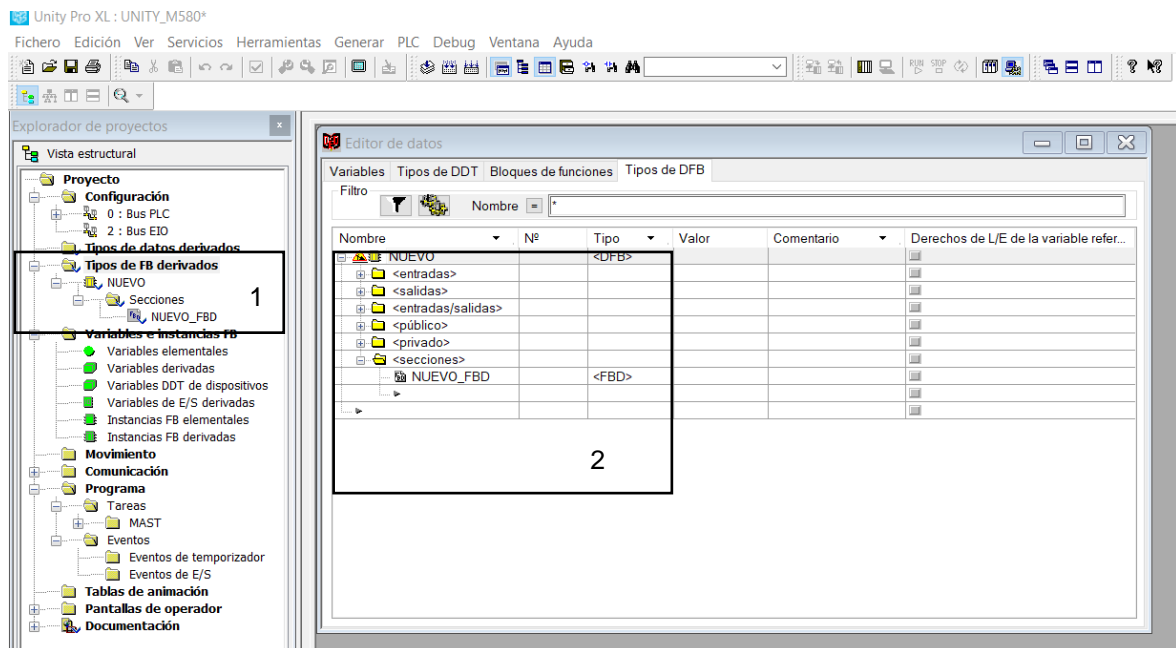 Unity Pro XL : UNITY_M580*
Fichero Edición Ver Servicios Herramientas Generar PLC Debug Ventana Ayuda
Explorador de proyectos
Vista estructural
Proyecto
Configuración
0 : Bus PLC
2 : Bus EIO
Tipos de datos derivados
Tipos de FB derivados
NUEVO
Secciones
NUEVO_FBD
1
Variables e instancias FB
Variables elementales
Variables derivadas
Variables DDT de dispositivos
Variables de E/S derivadas
Instancias FB elementales
Instancias FB derivadas
Movimiento
Comunicación
Programa
Tareas
MAST
Eventos
Eventos de temporizador
Eventos de E/S
Tablas de animación
Pantallas de operador
Documentación
Editor de datos
Variables Tipos de DDT Bloques de funciones Tipos de DFB
Filtro
Nombre = *
Nombre Nº Tipo Valor Comentario Derechos de L/E de la variable refer...
NUEVO <DFB>
<entradas>
<salidas>
<entradas/salidas>
<público>
<privado>
<secciones>
NUEVO_FBD <FBD>
2